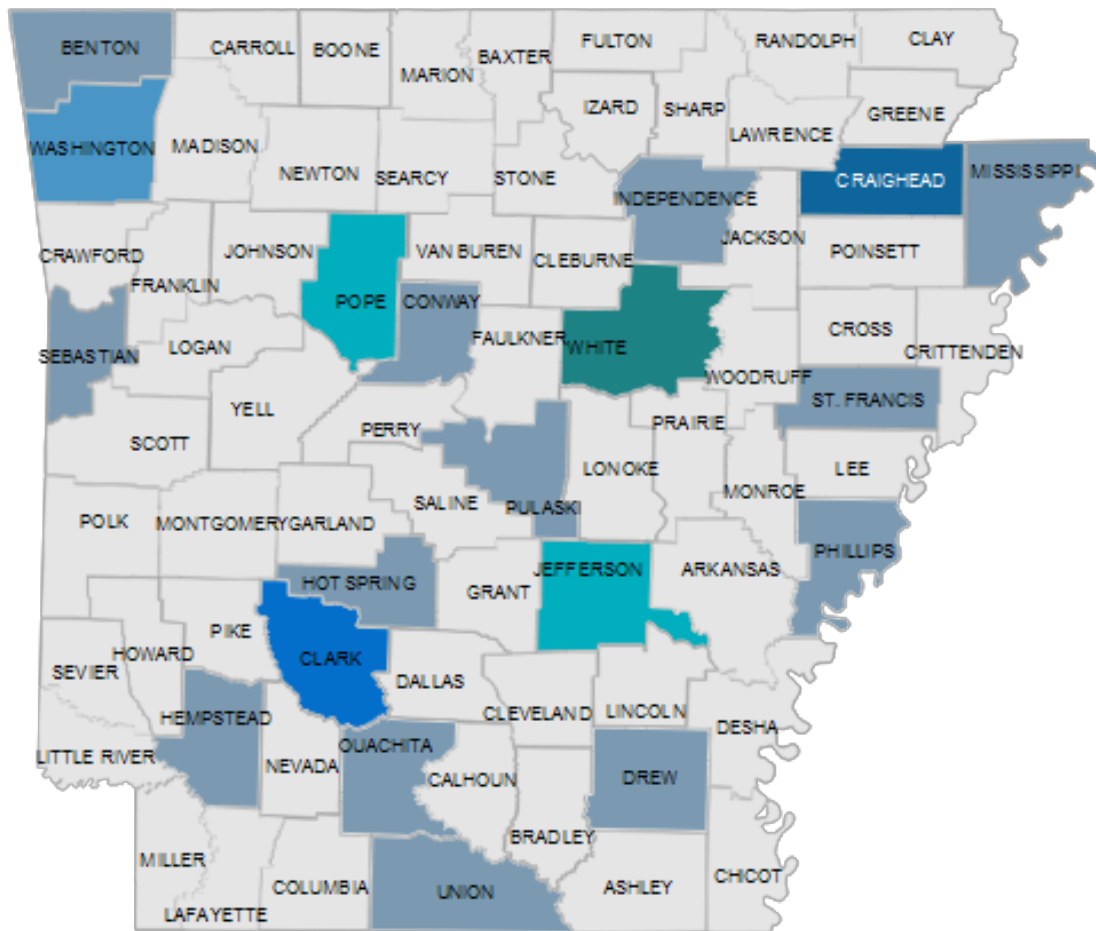 BENTON
CARROLL
BOONE
MARION
BAXTER
FULTON
RANDOLPH
CLAY
IZARD
SHARP
LAWRENCE
GREENE
WASHINGTON
MADISON
NEWTON
SEARCY
STONE
INDEPENDENCE
CRAIGHEAD
MISSISSIPPI
CRAWFORD
FRANKLIN
JOHNSON
POPE
VAN BUREN
CLEBURNE
JACKSON
POINSETT
SEBASTIAN
LOGAN
CONWAY
FAULKNER
WHITE
WOODRUFF
CROSS
CRITTENDEN
SCOTT
YELL
PERRY
PULASKI
LONOKE
PRAIRIE
ST. FRANCIS
MONROE
LEE
POLK
MONTGOMERY
GARLAND
SALINE
PHILLIPS
HOT SPRING
GRANT
JEFFERSON
ARKANSAS
SEVIER
HOWARD
PIKE
CLARK
DALLAS
CLEVELAND
LINCOLN
DESHA
LITTLE RIVER
HEMPSTEAD
NEVADA
OUACHITA
CALHOUN
BRADLEY
DREW
MILLER
LAFAYETTE
COLUMBIA
UNION
ASHLEY
CHICOT